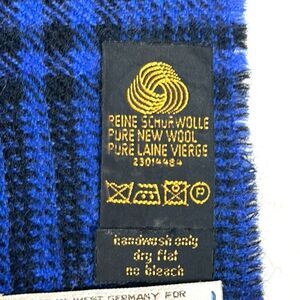 REINE SCHURWOLLE
PURE NEW WOOL
PURE LAINE VIERGE
23014484
P
handwash only
dry flat
no bleach
WEST GERMANY FOR